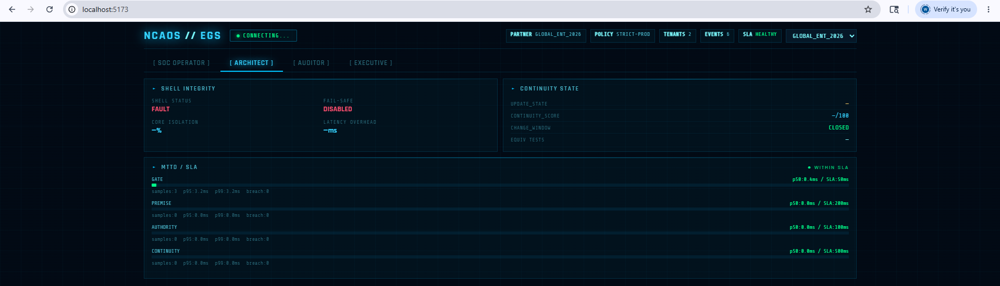 localhost:5173
W Verify it's you
NCAOS // EGS
CONNECTING...
PARTNER GLOBAL_ENT_2026
POLICY STRICT-PROD
TENANTS 2
EVENTS 6
SLA HEALTHY
GLOBAL_ENT_2026
[ SOC OPERATOR ]
[ ARCHITECT ]
[ AUDITOR ]
[ EXECUTIVE ]
► SHELL INTEGRITY
SHELL STATUS
FAULT
FAIL-SAFE
DISABLED
CORE ISOLATION
—%
LATENCY OVERHEAD
—ms
► CONTINUITY STATE
UPDATE_STATE —
CONTINUITY_SCORE —/100
CHANGE_WINDOW CLOSED
EQUIV TESTS —
► MTTD / SLA
● WITHIN SLA
GATE p50:0.4ms / SLA:50ms
samples:3 p95:3.2ms p99:3.2ms breach:0
PREMISE p50:0.0ms / SLA:200ms
samples:0 p95:0.0ms p99:0.0ms breach:0
AUTHORITY p50:0.0ms / SLA:100ms
samples:0 p95:0.0ms p99:0.0ms breach:0
CONTINUITY p50:0.0ms / SLA:500ms
samples:0 p95:0.0ms p99:0.0ms breach:0